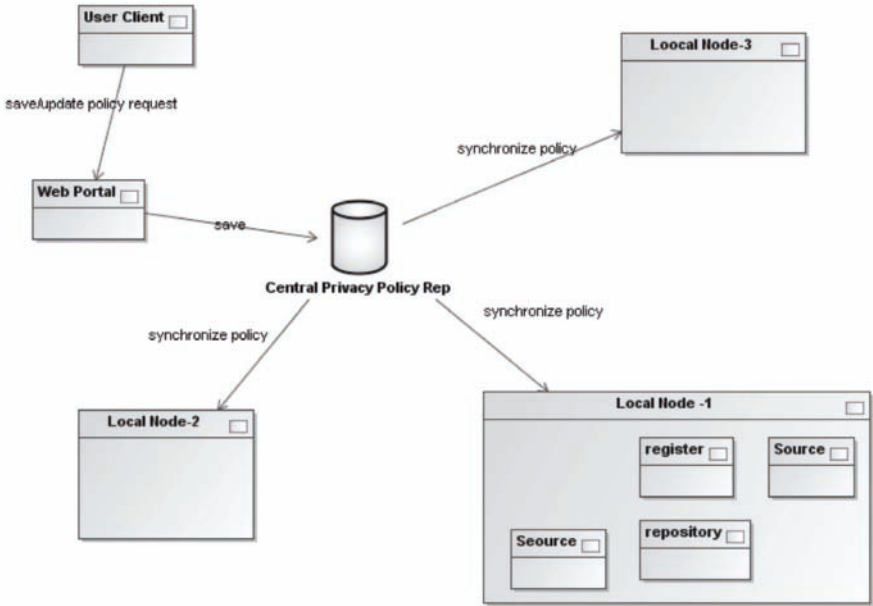 User Client
Loocal Node-3
save/update policy request
synchronize policy
Web Portal
save
Central Privacy Policy Rep
synchronize policy
synchronize policy
Local Node-2
Local Node -1
register
Source
Seource
repository